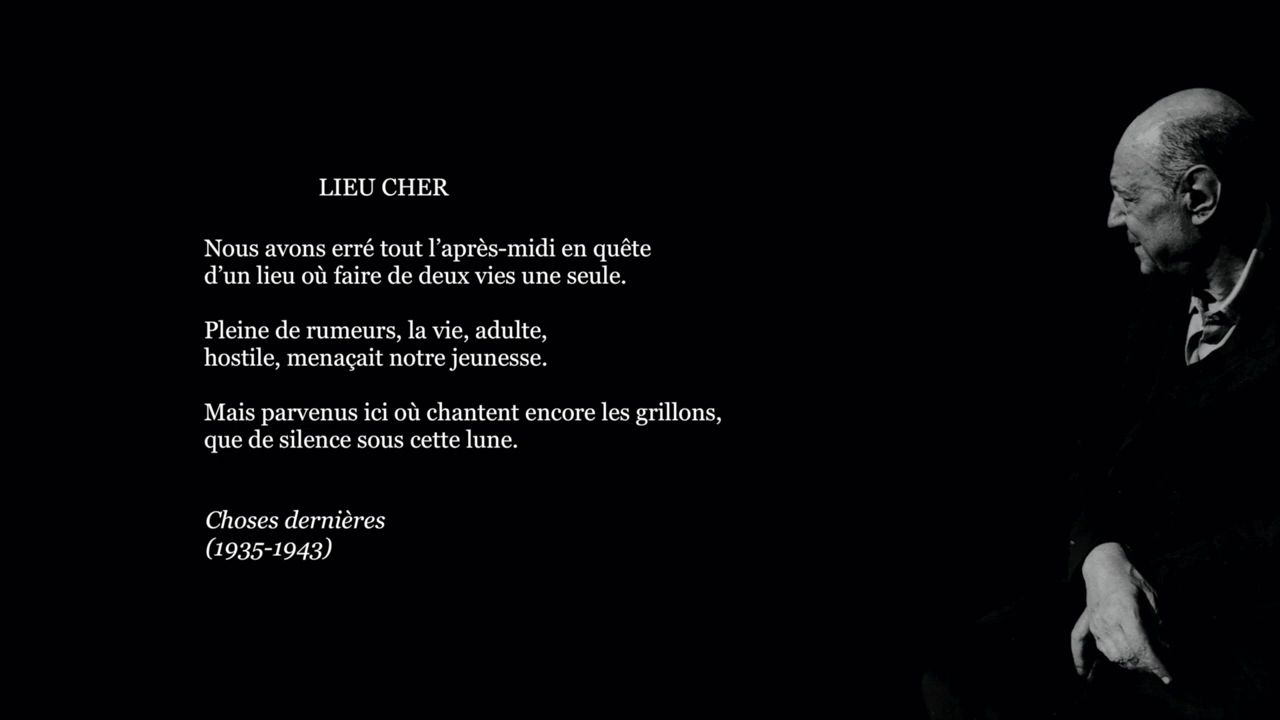 LIEU CHER
Nous avons erré tout l’après-midi en quête
d’un lieu où faire de deux vies une seule.
Pleine de rumeurs, la vie, adulte,
hostile, menaçait notre jeunesse.
Mais parvenus ici où chantent encore les grillons,
que de silence sous cette lune.
Choses dernières
(1935-1943)